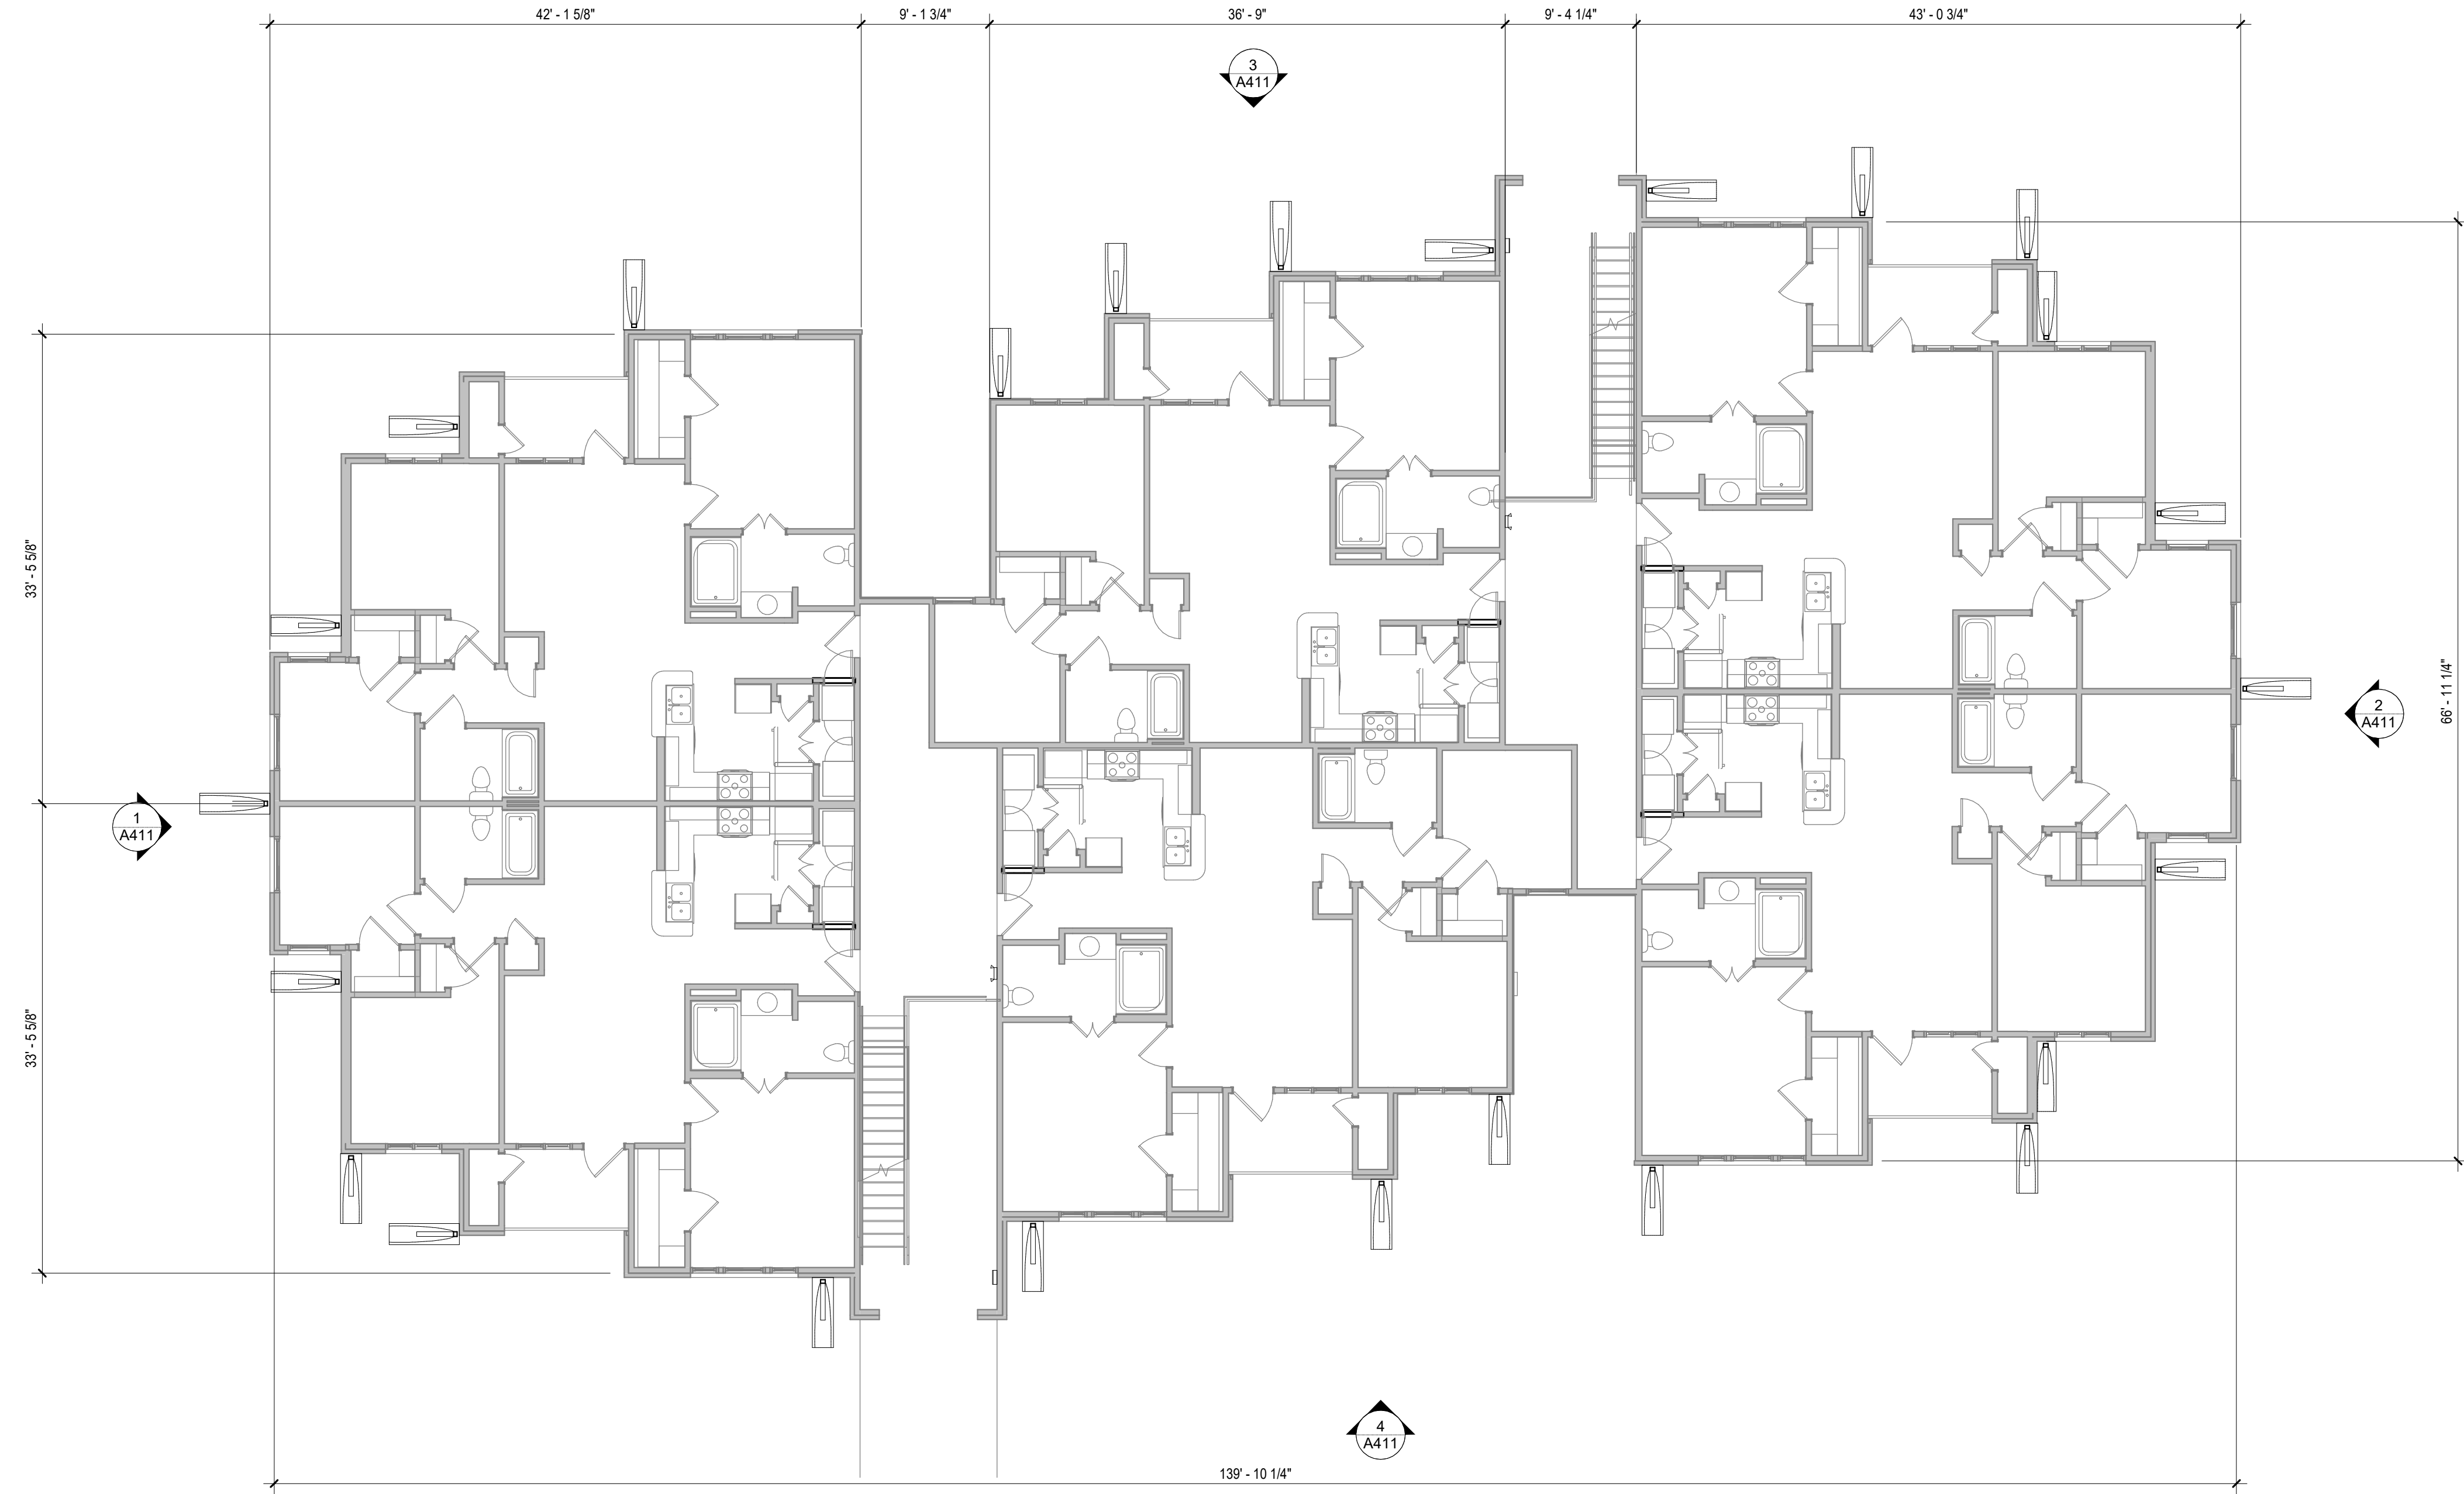 42' - 1 5/8"
9' - 1 3/4"
36' - 9"
9' - 4 1/4"
43' - 0 3/4"
3
A411
33' - 5 5/8"
2
A411
66' - 11 1/4"
1
A411
33' - 5 5/8"
4
A411
139' - 10 1/4"